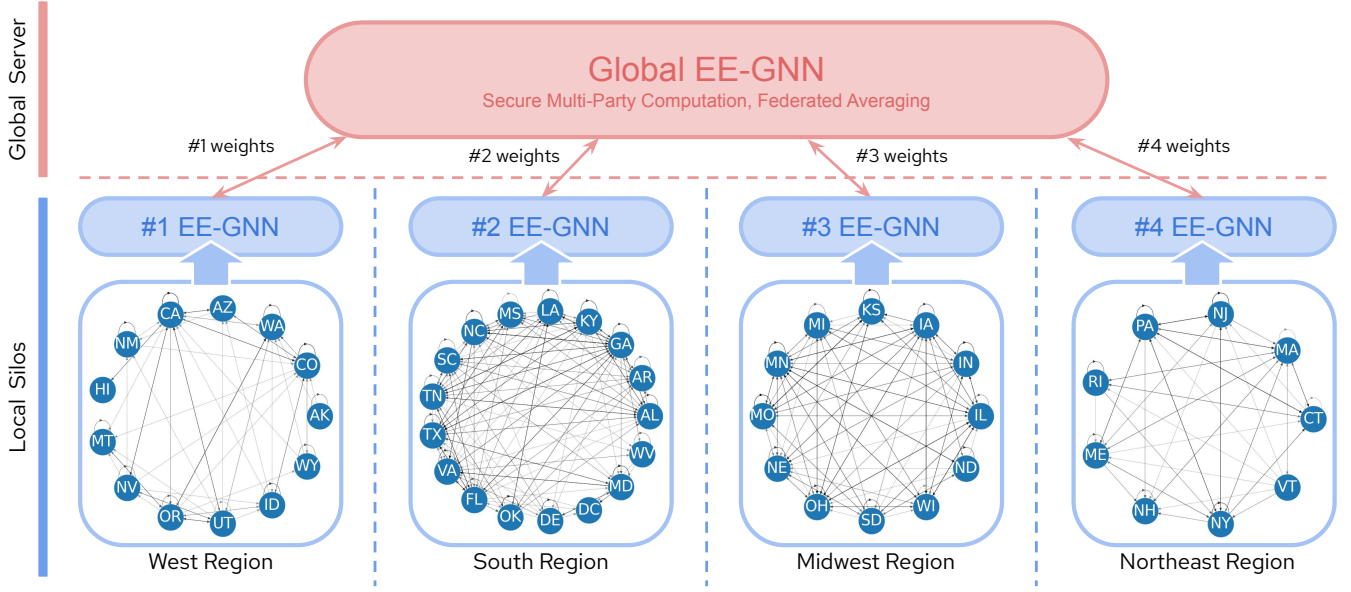 Global Server
Global EE-GNN
Secure Multi-Party Computation, Federated Averaging
#1 weights
#2 weights
#3 weights
#4 weights
Local Silos
#1 EE-GNN
#2 EE-GNN
#3 EE-GNN
#4 EE-GNN
CA
AZ
WA
NM
CO
HI
AK
MT
WY
NV
ID
OR
UT
West Region
MS
LA
KY
NC
GA
SC
AR
TN
AL
TX
WV
VA
MD
FL
OK
DE
DC
South Region
KS
MI
IA
MN
IN
MO
IL
NE
ND
OH
WI
SD
Midwest Region
NJ
PA
MA
RI
CT
ME
VT
NH
NY
Northeast Region